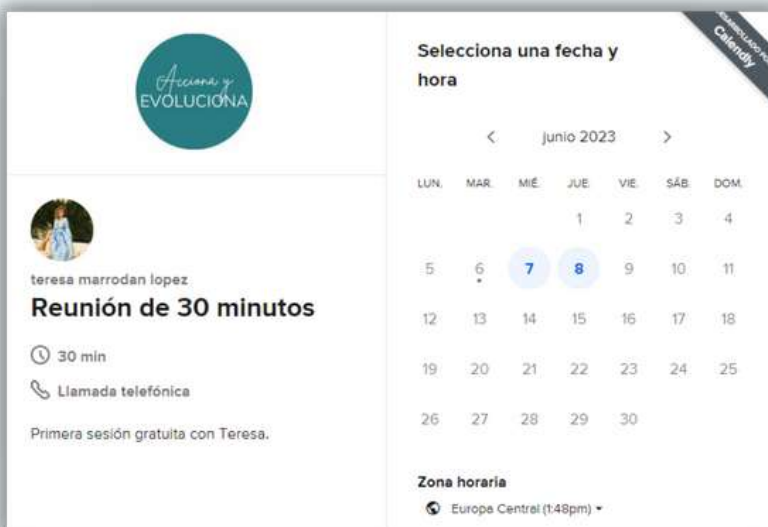 Acciona y
EVOLUCIONA
teresa marrodan lopez
Reunión de 30 minutos
30 min
Llamada telefónica
Primera sesión gratuita con Teresa.
DESARROLLADO POR
Calendly
Selecciona una fecha y
hora
junio 2023
LUN. MAR. MIÉ. JUE. VIE. SÁB. DOM.
1 2 3 4
5 6 7 8 9 10 11
12 13 14 15 16 17 18
19 20 21 22 23 24 25
26 27 28 29 30
Zona horaria
Europa Central (1:48pm)